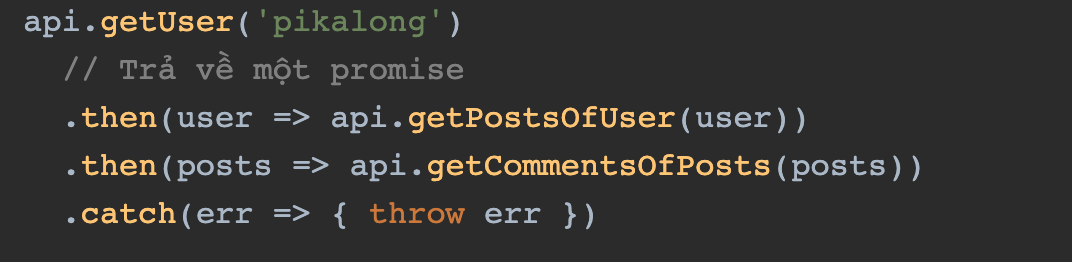 api.getUser('pikalong')
// Trả về một promise
.then(user => api.getPostsOfUser(user))
.then(posts => api.getCommentsOfPosts(posts))
.catch(err => { throw err })